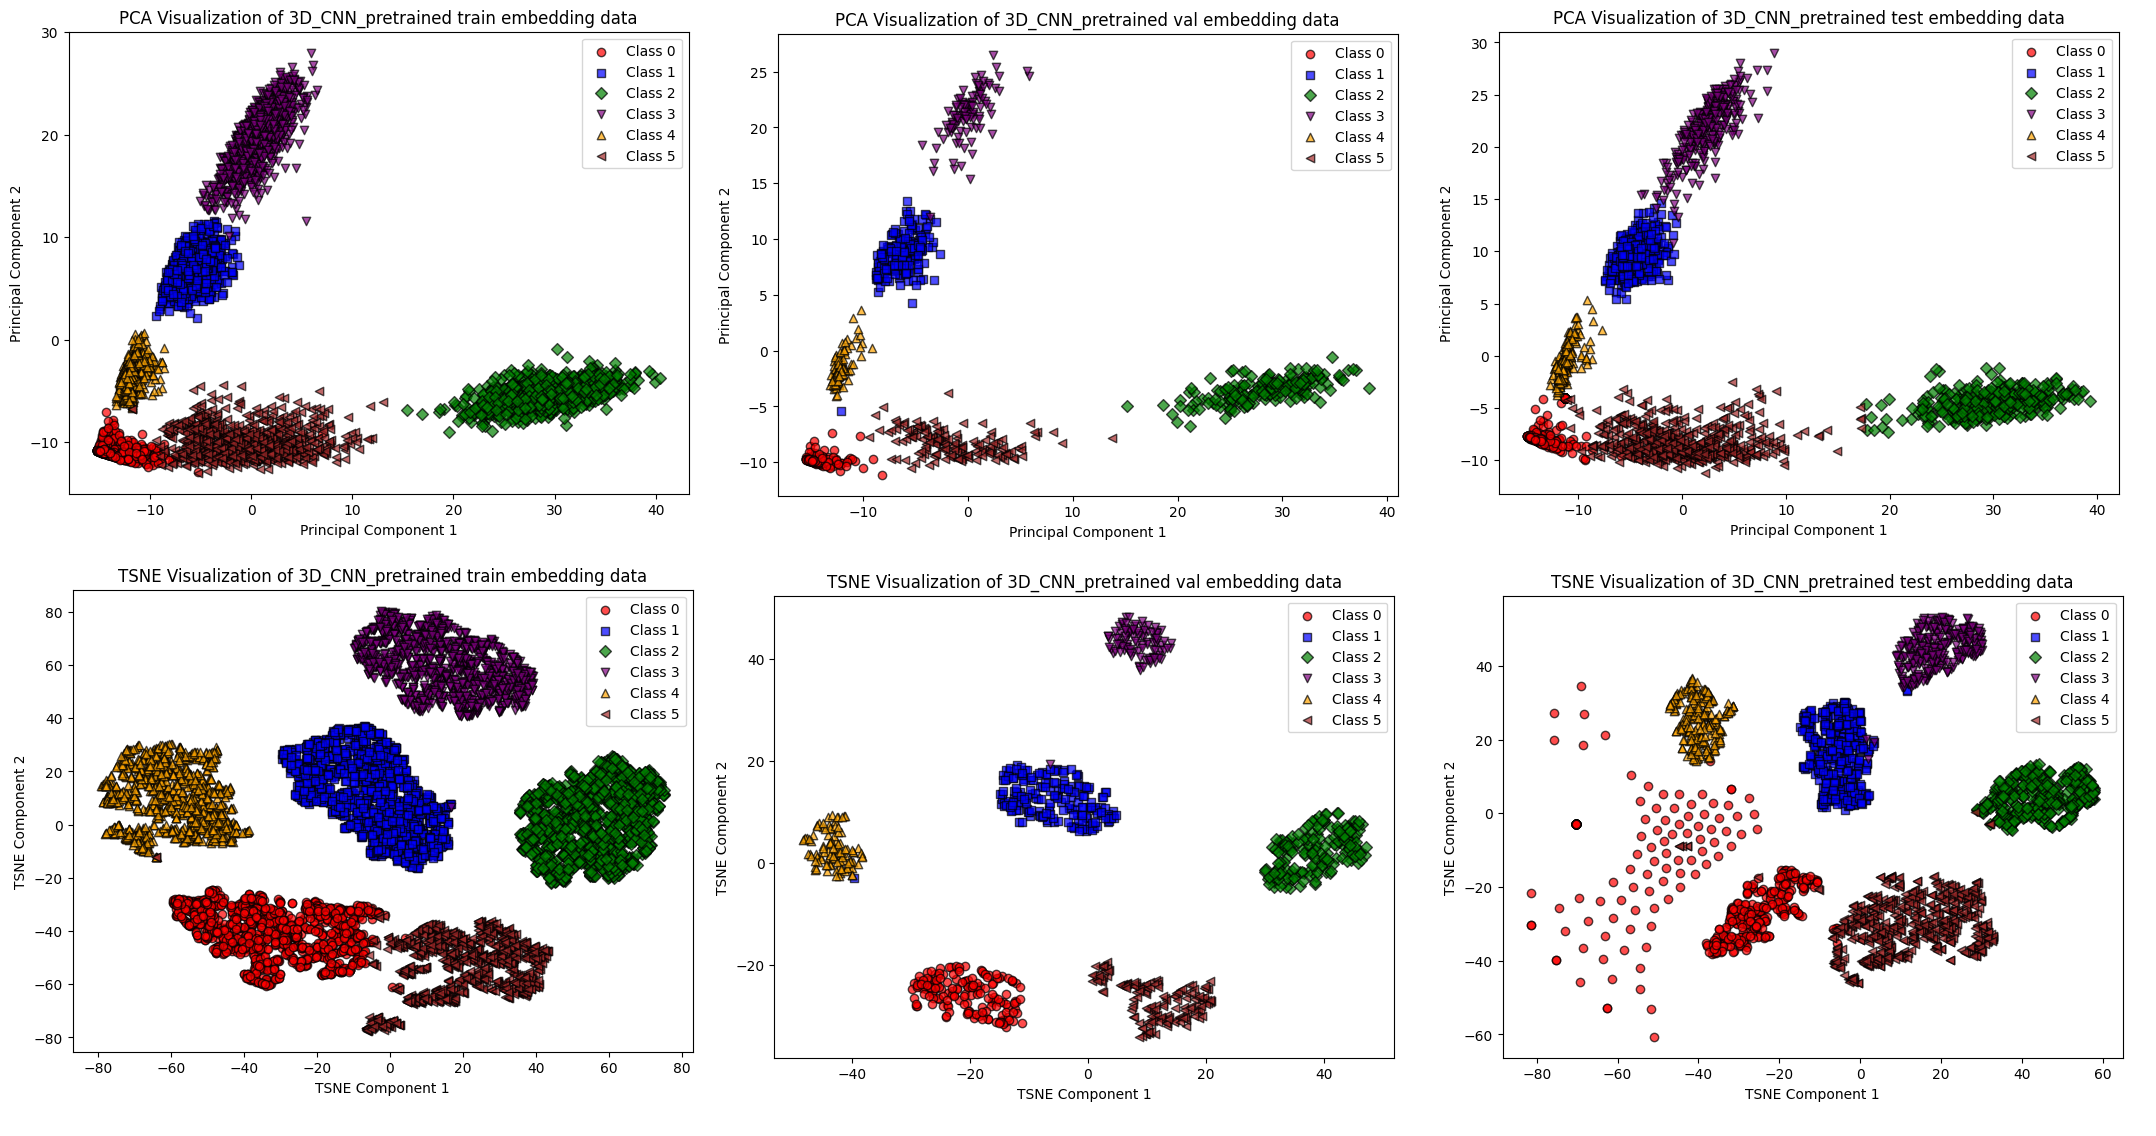 PCA Visualization of 3D_CNN_pretrained train embedding data
30
20
10
0
−10
Principal Component 2
−10 0 10 20 30 40
Principal Component 1
Class 0
Class 1
Class 2
Class 3
Class 4
Class 5
PCA Visualization of 3D_CNN_pretrained val embedding data
25
20
15
10
5
0
−5
−10
Principal Component 2
−10 0 10 20 30 40
Principal Component 1
Class 0
Class 1
Class 2
Class 3
Class 4
Class 5
PCA Visualization of 3D_CNN_pretrained test embedding data
30
25
20
15
10
5
0
−5
−10
Principal Component 2
−10 0 10 20 30 40
Principal Component 1
Class 0
Class 1
Class 2
Class 3
Class 4
Class 5
TSNE Visualization of 3D_CNN_pretrained train embedding data
80
60
40
20
0
−20
−40
−60
−80
TSNE Component 2
−80 −60 −40 −20 0 20 40 60 80
TSNE Component 1
Class 0
Class 1
Class 2
Class 3
Class 4
Class 5
TSNE Visualization of 3D_CNN_pretrained val embedding data
40
20
0
−20
TSNE Component 2
−40 −20 0 20 40
TSNE Component 1
Class 0
Class 1
Class 2
Class 3
Class 4
Class 5
TSNE Visualization of 3D_CNN_pretrained test embedding data
40
20
0
−20
−40
−60
TSNE Component 2
−80 −60 −40 −20 0 20 40 60
TSNE Component 1
Class 0
Class 1
Class 2
Class 3
Class 4
Class 5